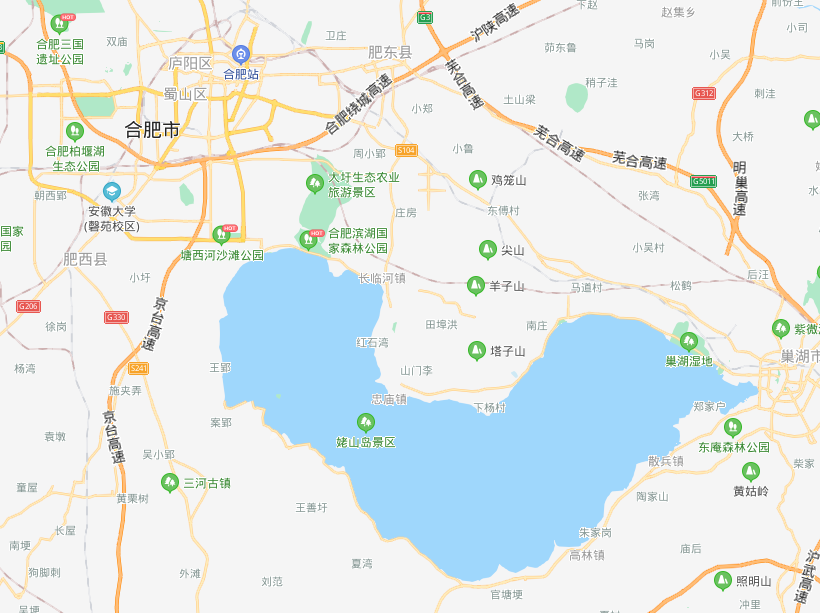 下赵
赵集乡
前份王
G3
沪陕高速
HOT
合肥三国
遗址公园
双庙
卫庄
小司
庐阳区
合肥站
肥东县
茆东鲁
马岗
小吴
蜀山区
合肥绕城高速
芜合高速
稍子洼
G312
刺洼
土山梁
小郑
合肥市
合肥柏堰湖
生态公园
周小郢
S104
小鲁
芜合高速
芜合高速
大桥
明巢高速
G5011
大圩生态农业
旅游景区
鸡笼山
朝西郢
安徽大学
(磬苑校区)
庄房
东傅村
张湾
水
国家
园
HOT
塘西河沙滩公园
HOT
合肥滨湖国
家森林公园
尖山
小吴村
肥西县
小圩
长临河镇
羊子山
马道村
松鹤
后汪
G206
G330
京台高速
徐岗
田埠洪
南庄
紫微
红石湾
塔子山
巢湖湿地
巢湖市
杨湾
S241
王郢
山门李
施夹弄
忠庙镇
下杨村
郑家户
京台高速
案郢
姥山岛景区
东庵森林公园
袁墩
吴小郢
散兵镇
柴家
三河古镇
黄姑岭
童屋
黄栗树
王善圩
陶家山
长屋
朱家岗
南埂
高林镇
庙后
沪武高速
夏湾
狗脚剌
外滩
刘范
照明山
官塘埂
冲里
吴埂